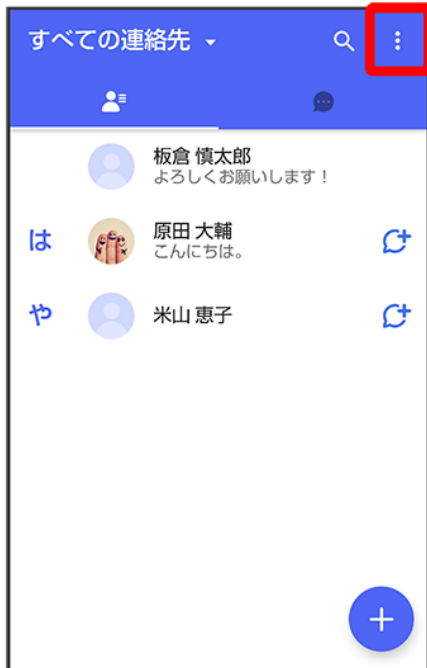 すべての連絡先
板倉 慎太郎
よろしくお願いします！
は
原田 大輔
こんにちは。
や
米山 恵子